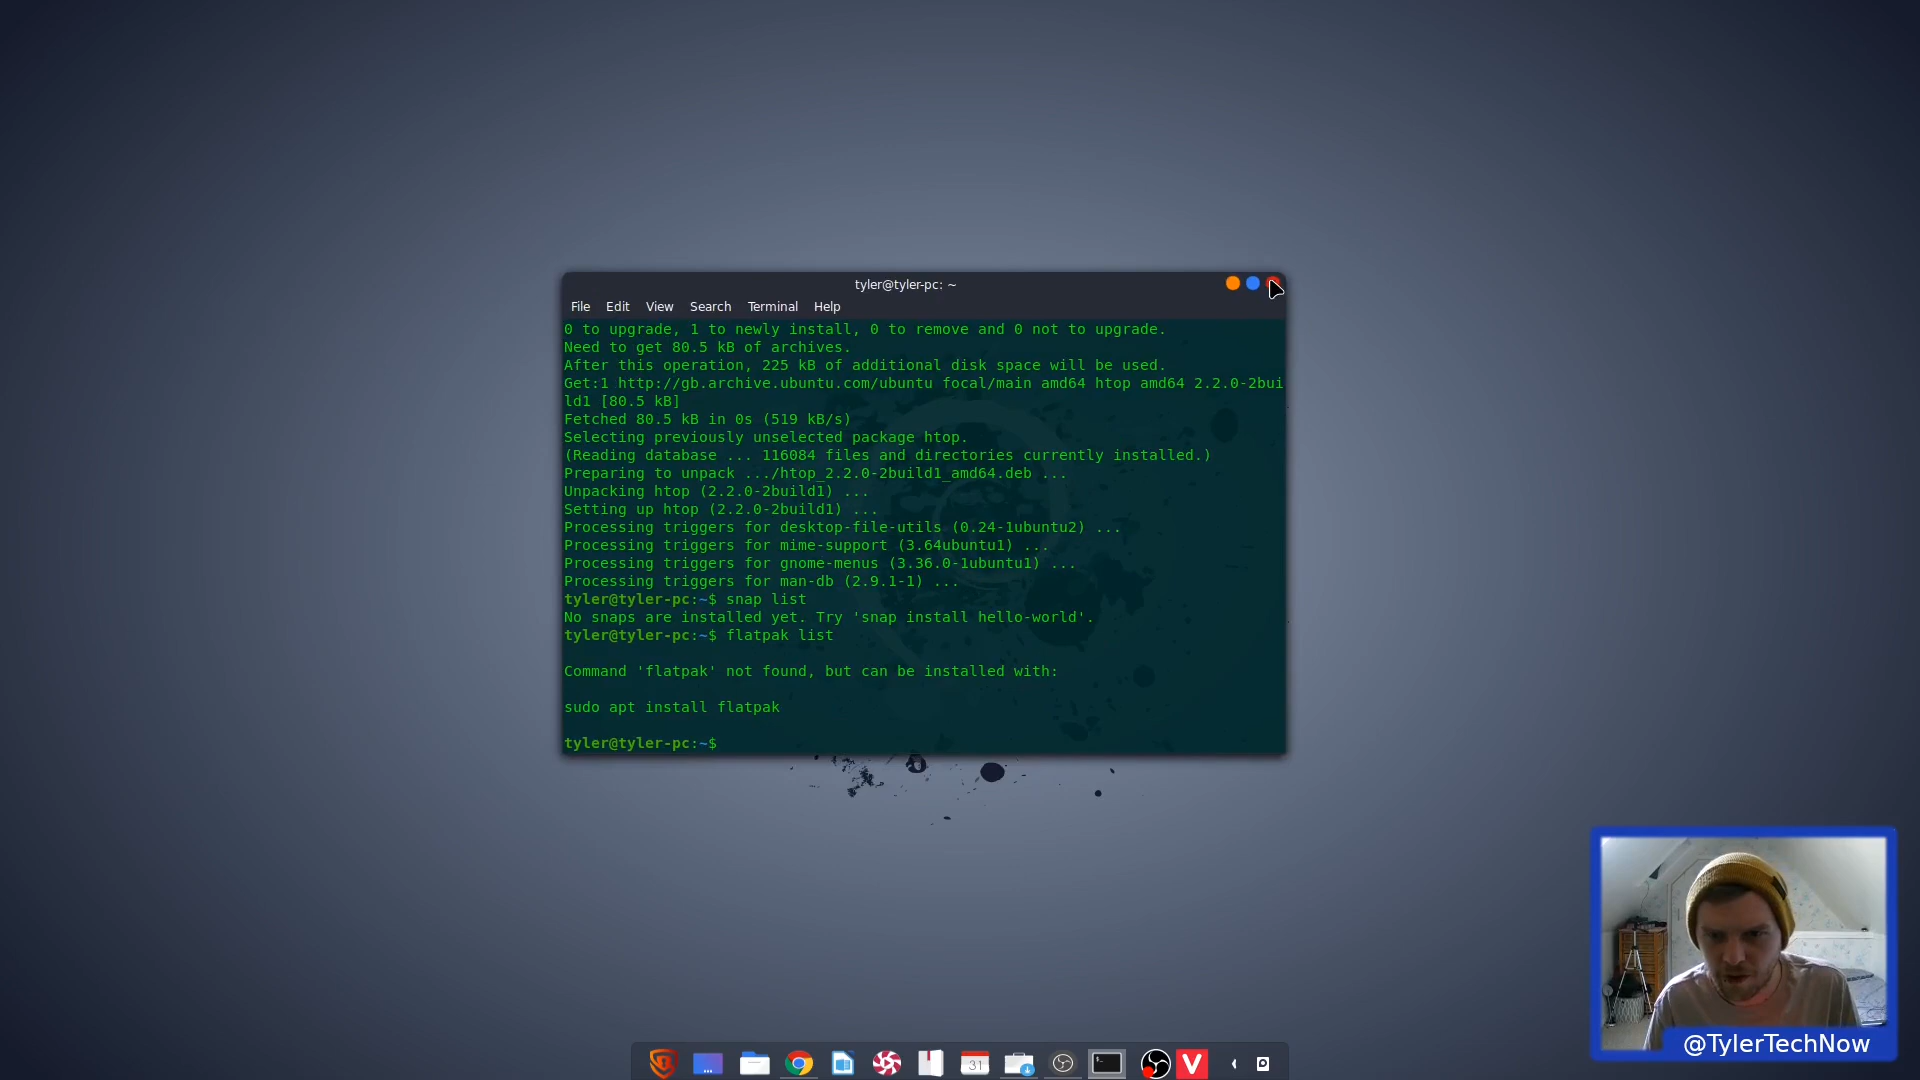 tyler@tyler-pc: ~
File Edit View Search Terminal Help
0 to upgrade, 1 to newly install, 0 to remove and 0 not to upgrade.
Need to get 80.5 kB of archives.
After this operation, 225 kB of additional disk space will be used.
Get:1 http://gb.archive.ubuntu.com/ubuntu focal/main amd64 htop amd64 2.2.0-2bui
ld1 [80.5 kB]
Fetched 80.5 kB in 0s (519 kB/s)
Selecting previously unselected package htop.
(Reading database ... 116084 files and directories currently installed.)
Preparing to unpack .../htop_2.2.0-2build1_amd64.deb ...
Unpacking htop (2.2.0-2build1) ...
Setting up htop (2.2.0-2build1) ...
Processing triggers for desktop-file-utils (0.24-1ubuntu2) ...
Processing triggers for mime-support (3.64ubuntu1) ...
Processing triggers for gnome-menus (3.36.0-1ubuntu1) ...
Processing triggers for man-db (2.9.1-1) ...
tyler@tyler-pc:~$ snap list
No snaps are installed yet. Try 'snap install hello-world'.
tyler@tyler-pc:~$ flatpak list
Command 'flatpak' not found, but can be installed with:
sudo apt install flatpak
tyler@tyler-pc:~$
@TylerTechNow
31